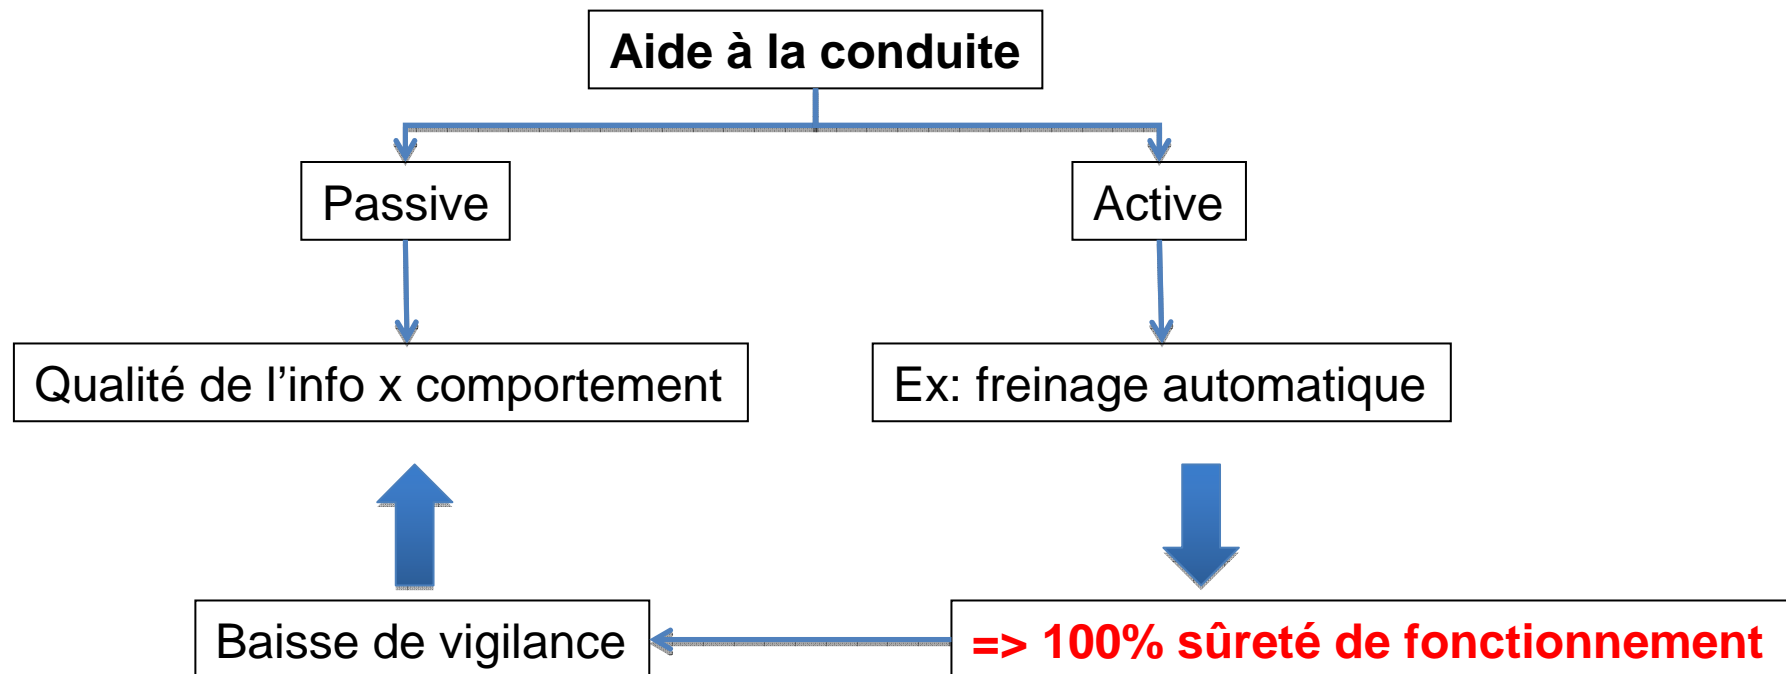 Aide à la conduite
Passive
Active
Qualité de l’info x comportement
Ex: freinage automatique
Baisse de vigilance
=> 100% sûreté de fonctionnement